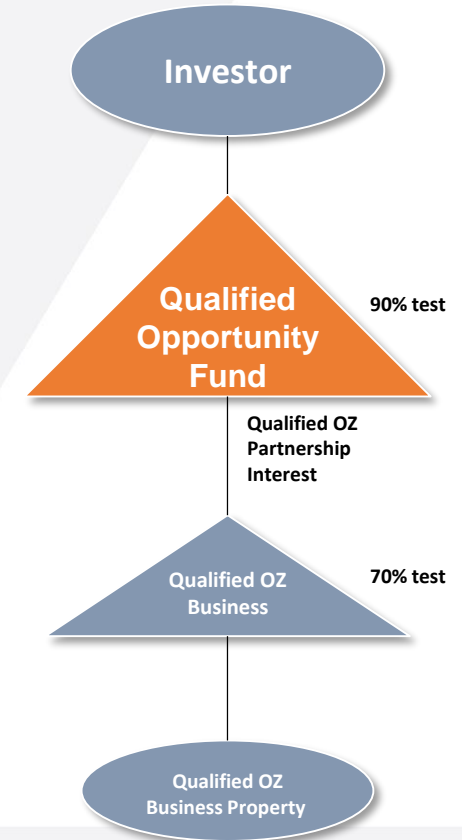 Investor
Qualified
Opportunity
Fund
90% test
Qualified OZ
Partnership
Interest
Qualified OZ
Business
70% test
Qualified OZ
Business Property